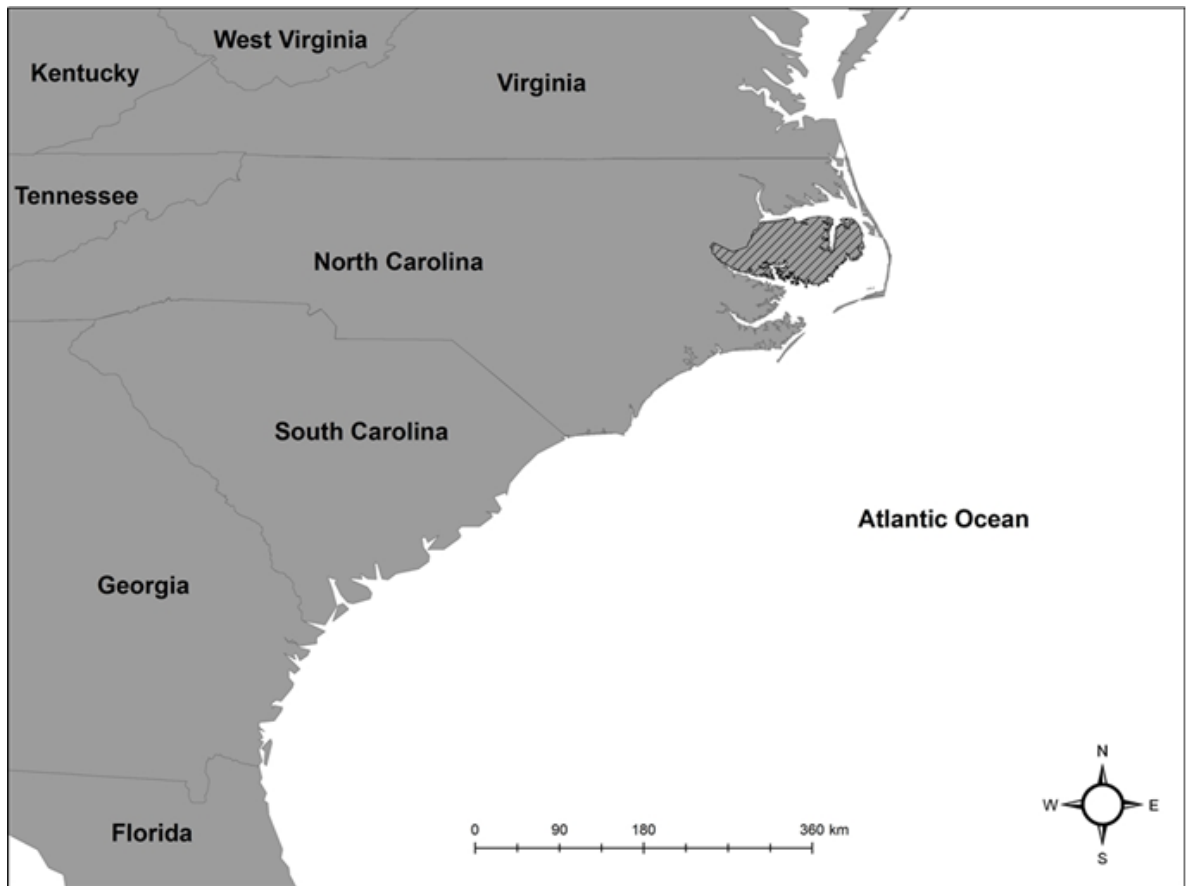 West Virginia
Kentucky
Virginia
Tennessee
North Carolina
South Carolina
Atlantic Ocean
Georgia
N
W
E
S
0 90 180 360 km
Florida